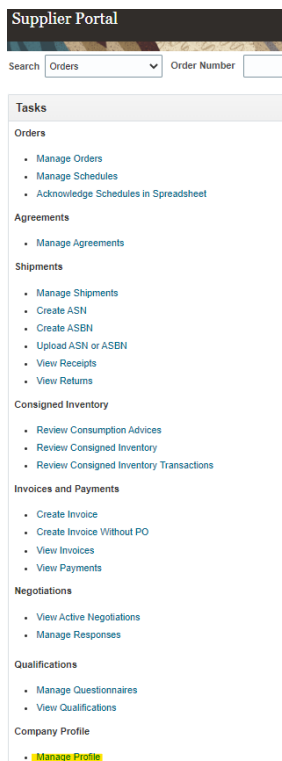 Supplier Portal
Search Orders Order Number
Tasks
Orders
Manage Orders
Manage Schedules
Acknowledge Schedules in Spreadsheet
Agreements
Manage Agreements
Shipments
Manage Shipments
Create ASN
Create ASBN
Upload ASN or ASBN
View Receipts
View Returns
Consigned Inventory
Review Consumption Advices
Review Consigned Inventory
Review Consigned Inventory Transactions
Invoices and Payments
Create Invoice
Create Invoice Without PO
View Invoices
View Payments
Negotiations
View Active Negotiations
Manage Responses
Qualifications
Manage Questionnaires
View Qualifications
Company Profile
Manage Profile